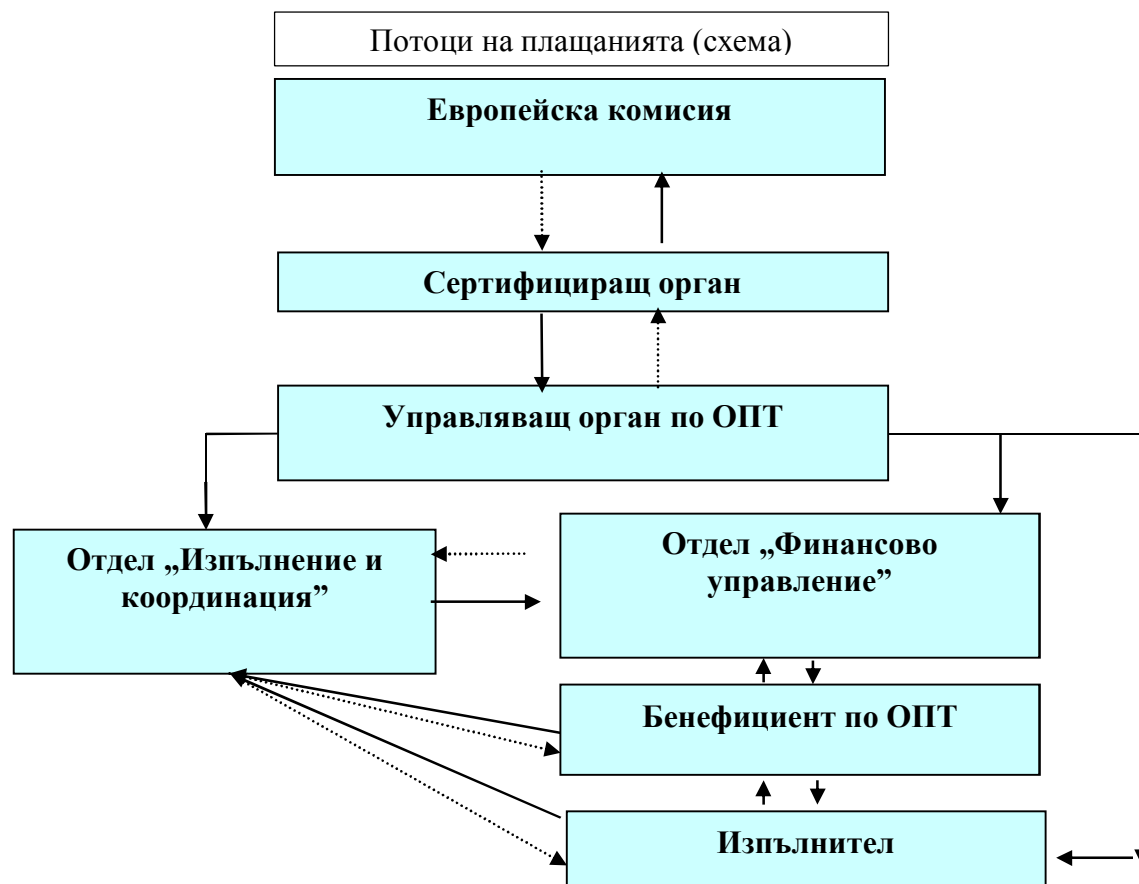 Потоци на плащанията (схема)
Европейска комисия
Сертифициращ орган
Управляващ орган по ОПТ
Отдел „Изпълнение и
координация”
Отдел „Финансово
управление”
Бенефициент по ОПТ
Изпълнител